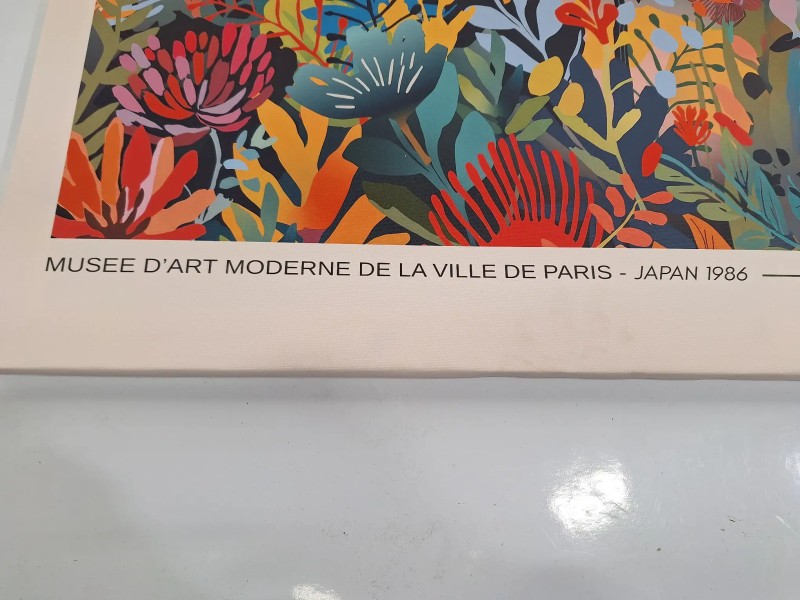 MUSEE D'ART MODERNE DE LA VILLE DE PARIS - JAPAN 1986